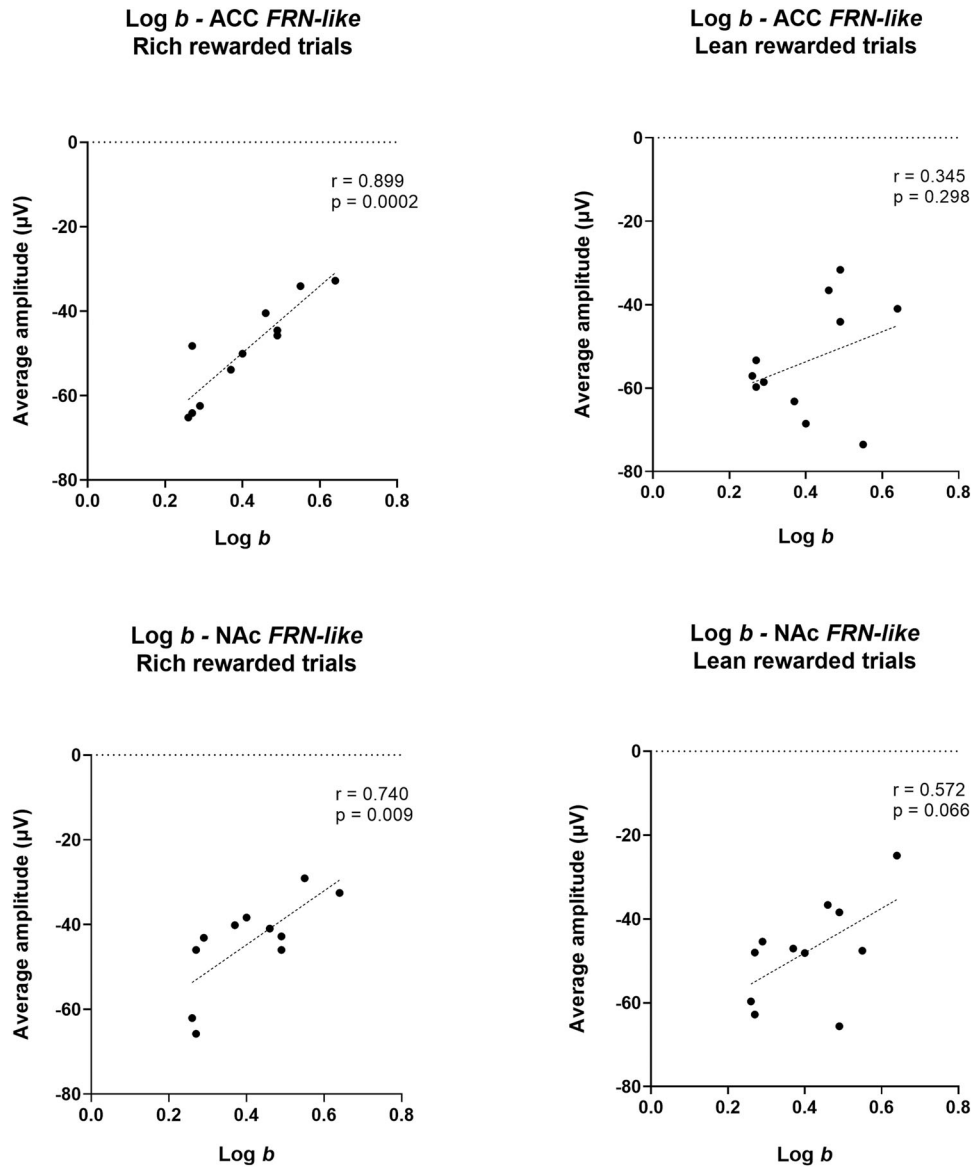 Log b - ACC FRN-like
Rich rewarded trials
0
-20
-40
-60
-80
0.0
0.2
0.4
0.6
0.8
Average amplitude (µV)
Log b
r = 0.899
p = 0.0002
Log b - ACC FRN-like
Lean rewarded trials
0
-20
-40
-60
-80
0.0
0.2
0.4
0.6
0.8
Average amplitude (µV)
Log b
r = 0.345
p = 0.298
Log b - NAc FRN-like
Rich rewarded trials
0
-20
-40
-60
-80
0.0
0.2
0.4
0.6
0.8
Average amplitude (µV)
Log b
r = 0.740
p = 0.009
Log b - NAc FRN-like
Lean rewarded trials
0
-20
-40
-60
-80
0.0
0.2
0.4
0.6
0.8
Average amplitude (µV)
Log b
r = 0.572
p = 0.066